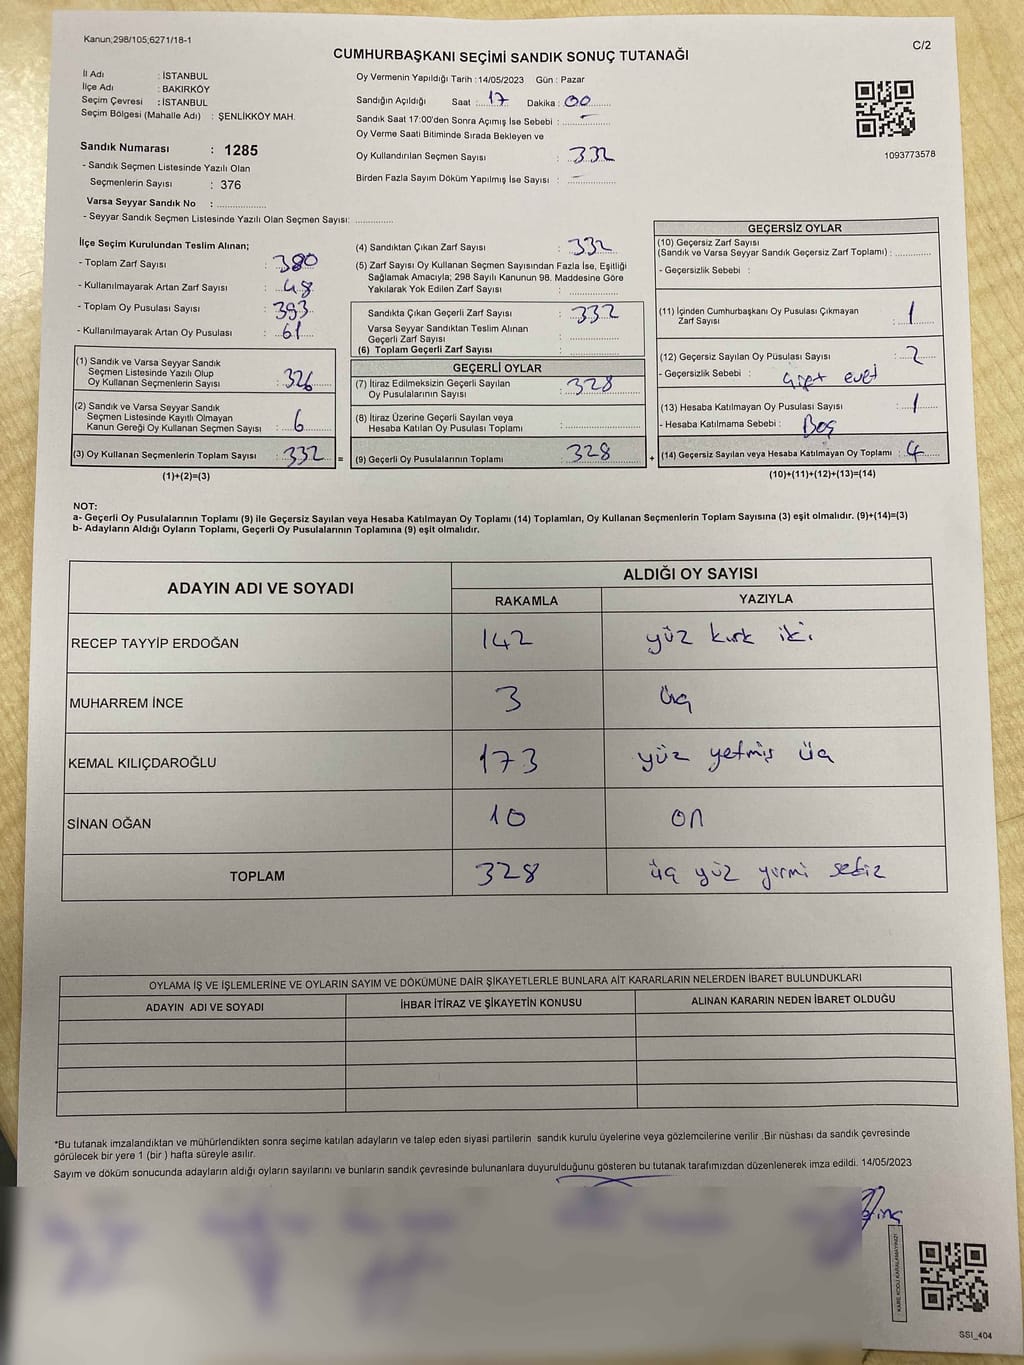 Kanun;298/105;6271/18-1
C/2
CUMHURBAŞKANI SEÇİMİ SANDIK SONUÇ TUTANAĞI
İl Adı : İSTANBUL
İlçe Adı : BAKIRKÖY
Seçim Çevresi : İSTANBUL
Seçim Bölgesi (Mahalle Adı) : ŞENLİKKÖY MAH.
Sandık Numarası : 1285
- Sandık Seçmen Listesinde Yazılı Olan
Seçmenlerin Sayısı : 376
Varsa Seyyar Sandık No : ..................
- Seyyar Sandık Seçmen Listesinde Yazılı Olan Seçmen Sayısı: ..............
Oy Vermenin Yapıldığı Tarih :14/05/2023 Gün : Pazar
Sandığın Açıldığı Saat : 17 Dakika : 00
Sandık Saat 17:00'den Sonra Açımış İse Sebebi : -
Oy Verme Saati Bitiminde Sırada Bekleyen ve
Oy Kullandırılan Seçmen Sayısı : 332
Birden Fazla Sayım Döküm Yapılmış İse Sayısı : -
1093773578
İlçe Seçim Kurulundan Teslim Alınan;
- Toplam Zarf Sayısı : 380
- Kullanılmayarak Artan Zarf Sayısı : 48
- Toplam Oy Pusulası Sayısı : 393
- Kullanılmayarak Artan Oy Pusulası : 61
(1) Sandık ve Varsa Seyyar Sandık
Seçmen Listesinde Yazılı Olup
Oy Kullanan Seçmenlerin Sayısı : 326
(2) Sandık ve Varsa Seyyar Sandık
Seçmen Listesinde Kayıtlı Olmayan
Kanun Gereği Oy Kullanan Seçmen Sayısı : 6
(3) Oy Kullanan Seçmenlerin Toplam Sayısı : 332 =
(1)+(2)=(3)
(4) Sandıktan Çıkan Zarf Sayısı : 332
(5) Zarf Sayısı Oy Kullanan Seçmen Sayısından Fazla İse, Eşitliği
Sağlamak Amacıyla; 298 Sayılı Kanunun 98. Maddesine Göre
Yakılarak Yok Edilen Zarf Sayısı : ..................
Sandıkta Çıkan Geçerli Zarf Sayısı : 332
Varsa Seyyar Sandıktan Teslim Alınan
Geçerli Zarf Sayısı : ..................
(6) Toplam Geçerli Zarf Sayısı : ..................
GEÇERLİ OYLAR
(7) İtiraz Edilmeksizin Geçerli Sayılan
Oy Pusulalarının Sayısı : 328
(8) İtiraz Üzerine Geçerli Sayılan veya
Hesaba Katılan Oy Pusulası Toplamı : ..................
(9) Geçerli Oy Pusulalarının Toplamı : 328 +
GEÇERSİZ OYLAR
(10) Geçersiz Zarf Sayısı
(Sandık ve Varsa Seyyar Sandık Geçersiz Zarf Toplamı) : ............
- Geçersizlik Sebebi :
(11) İçinden Cumhurbaşkanı Oy Pusulası Çıkmayan
Zarf Sayısı : 1
(12) Geçersiz Sayılan Oy Pusulası Sayısı : 2
- Geçersizlik Sebebi : Çift evet
(13) Hesaba Katılmayan Oy Pusulası Sayısı : 1
- Hesaba Katılmama Sebebi : Boş
(14) Geçersiz Sayılan veya Hesaba Katılmayan Oy Toplamı : 4
(10)+(11)+(12)+(13)=(14)
NOT:
a- Geçerli Oy Pusulalarının Toplamı (9) ile Geçersiz Sayılan veya Hesaba Katılmayan Oy Toplamı (14) Toplamları, Oy Kullanan Seçmenlerin Toplam Sayısına (3) eşit olmalıdır. (9)+(14)=(3)
b- Adayların Aldığı Oyların Toplamı, Geçerli Oy Pusulalarının Toplamına (9) eşit olmalıdır.
ADAYIN ADI VE SOYADI ALDIĞI OY SAYISI
RAKAMLA YAZIYLA
RECEP TAYYİP ERDOĞAN 142 yüz kırk iki
MUHARREM İNCE 3 üç
KEMAL KILIÇDAROĞLU 173 yüz yetmiş üç
SİNAN OĞAN 10 on
TOPLAM 328 üç yüz yirmi sekiz
OYLAMA İŞ VE İŞLEMLERİNE VE OYLARIN SAYIM VE DÖKÜMÜNE DAİR ŞİKAYETLERLE BUNLARA AİT KARARLARIN NELERDEN İBARET BULUNDUKLARI
ADAYIN ADI VE SOYADI İHBAR İTİRAZ VE ŞİKAYETİN KONUSU ALINAN KARARIN NEDEN İBARET OLDUĞU
*Bu tutanak imzalandıktan ve mühürlendikten sonra seçime katılan adayların ve talep eden siyasi partilerin sandık kurulu üyelerine veya gözlemcilerine verilir .Bir nüshası da sandık çevresinde
görülecek bir yere 1 (bir ) hafta süreyle asılır.
Sayım ve döküm sonucunda adayların aldığı oyların sayılarını ve bunların sandık çevresinde bulunanlara duyurulduğunu gösteren bu tutanak tarafımızdan düzenlenerek imza edildi. 14/05/2023
KARE KODU KARALAMAYINIZ!
SSI_404